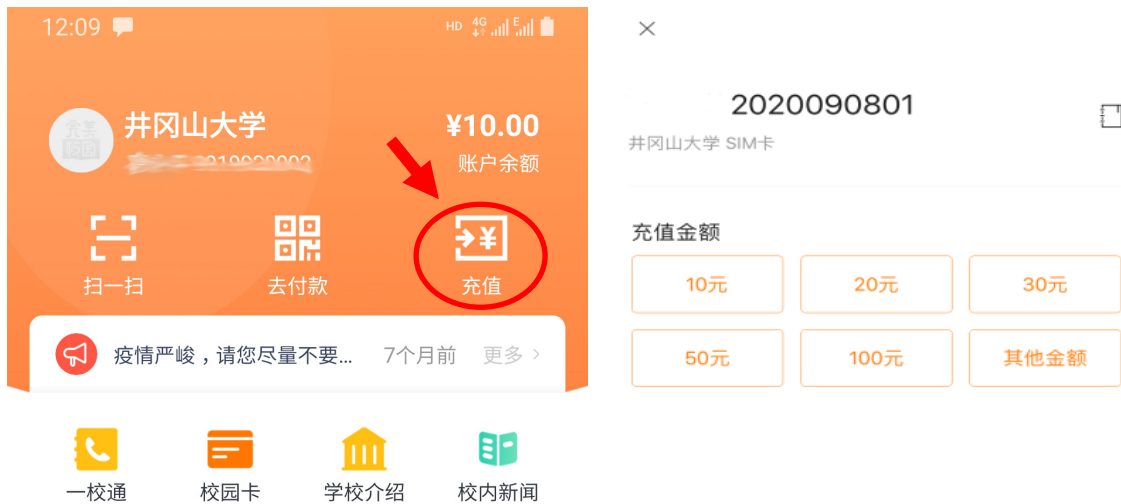 12:09
HD 4G E
完美校园
井冈山大学
¥10.00
账户余额
扫一扫
去付款
充值
疫情严峻，请您尽量不要...
7个月前
更多 >
一校通
校园卡
学校介绍
校内新闻
2020090801
井冈山大学 SIM卡
充值金额
10元
20元
30元
50元
100元
其他金额